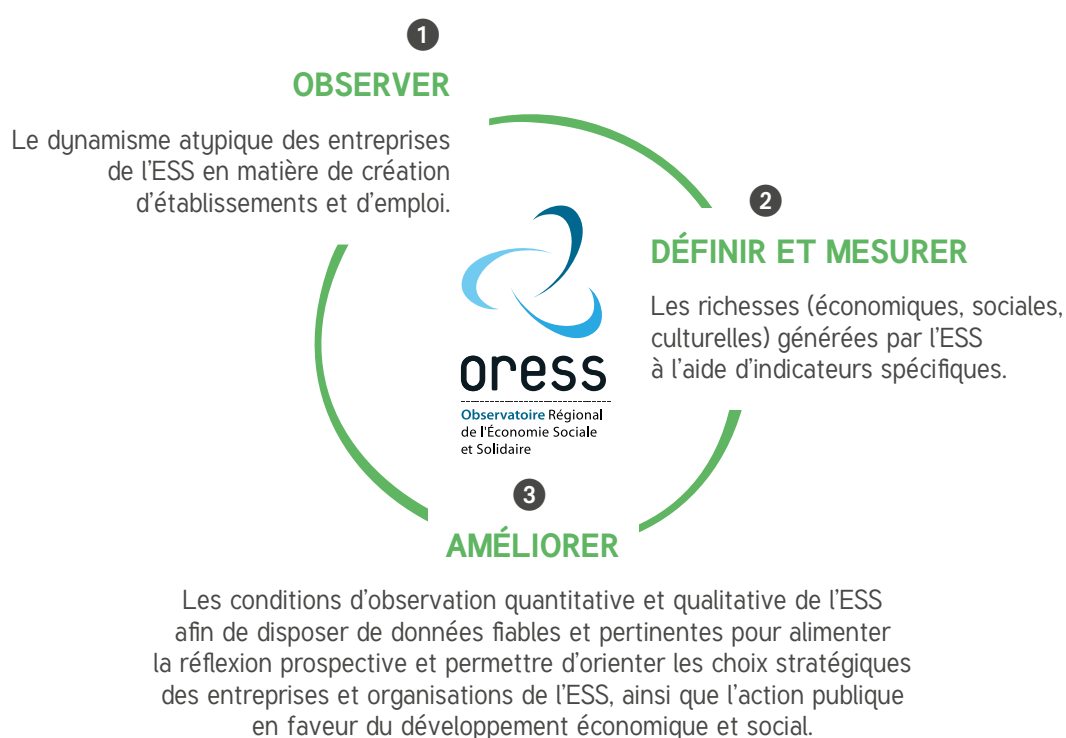 1
OBSERVER
Le dynamisme atypique des entreprises
de l'ESS en matière de création
d'établissements et d'emploi.
2
DÉFINIR ET MESURER
Les richesses (économiques, sociales,
culturelles) générées par l'ESS
à l'aide d'indicateurs spécifiques.
oress
Observatoire Régional
de l'Économie Sociale
et Solidaire
3
AMÉLIORER
Les conditions d'observation quantitative et qualitative de l'ESS
afin de disposer de données fiables et pertinentes pour alimenter
la réflexion prospective et permettre d'orienter les choix stratégiques
des entreprises et organisations de l'ESS, ainsi que l'action publique
en faveur du développement économique et social.